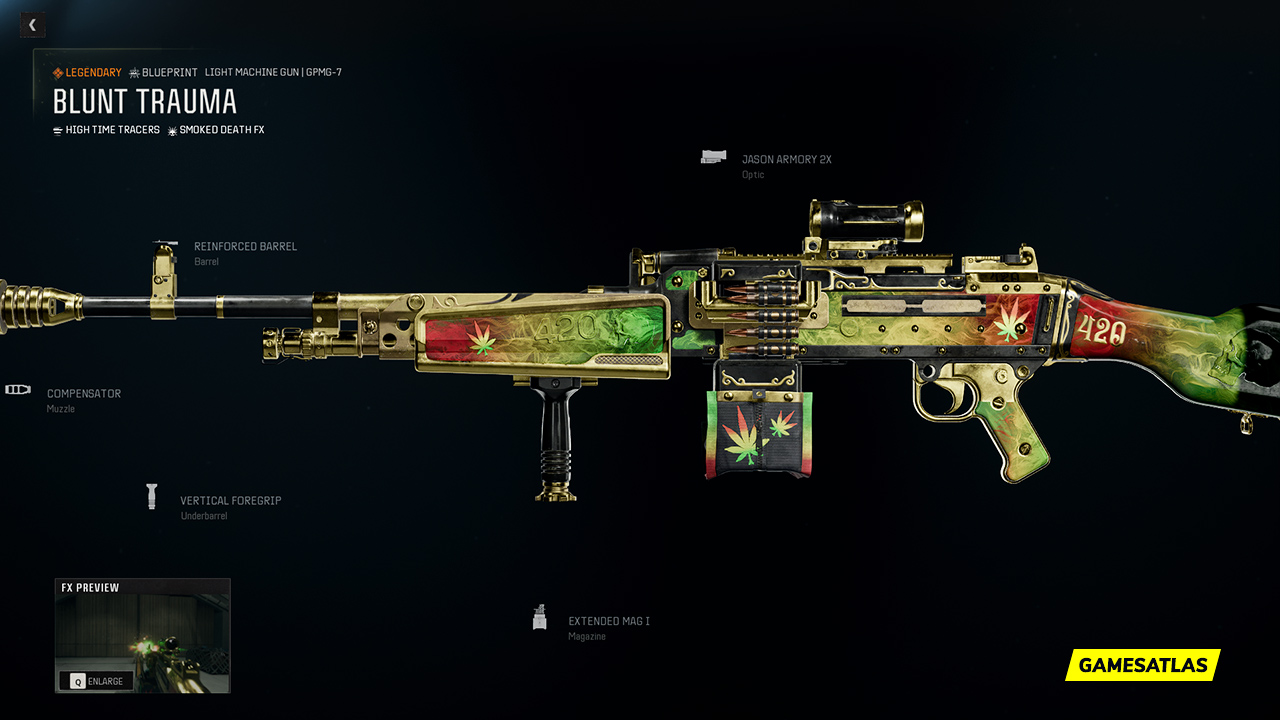 LEGENDARY BLUEPRINT LIGHT MACHINE GUN | GPMG-7
BLUNT TRAUMA
HIGH TIME TRACERS SMOKED DEATH FX
JASON ARMORY 2X
Optic
REINFORCED BARREL
Barrel
420
420
COMPENSATOR
Muzzle
VERTICAL FOREGRIP
Underbarrel
FX PREVIEW
Q ENLARGE
EXTENDED MAG I
Magazine
GAMESATLAS